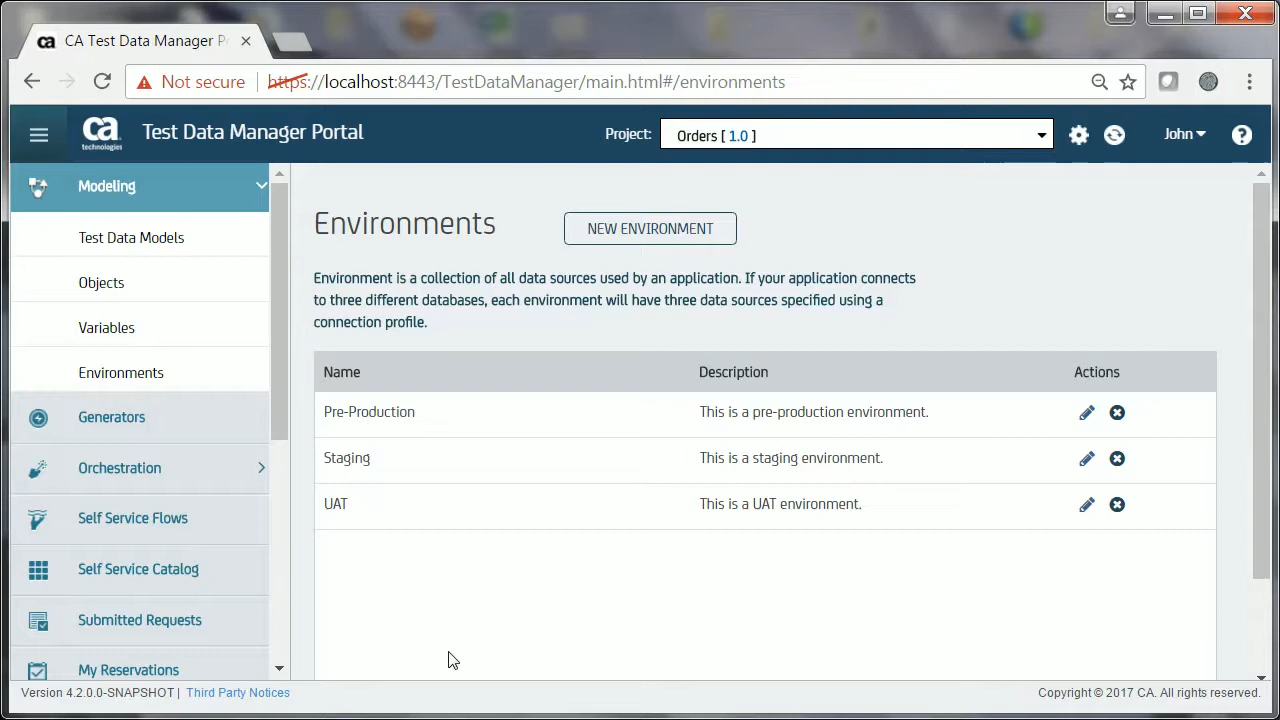 CA Test Data Manager P
Not secure https://localhost:8443/TestDataManager/main.html#/environments
ca technologies Test Data Manager Portal Project: Orders [ 1.0 ] John ?
Modeling
Test Data Models
Objects
Variables
Environments
Generators
Orchestration
Self Service Flows
Self Service Catalog
Submitted Requests
My Reservations
Environments NEW ENVIRONMENT
Environment is a collection of all data sources used by an application. If your application connects
to three different databases, each environment will have three data sources specified using a
connection profile.
Name Description Actions
Pre-Production This is a pre-production environment.
Staging This is a staging environment.
UAT This is a UAT environment.
Version 4.2.0.0-SNAPSHOT | Third Party Notices Copyright © 2017 CA. All rights reserved.